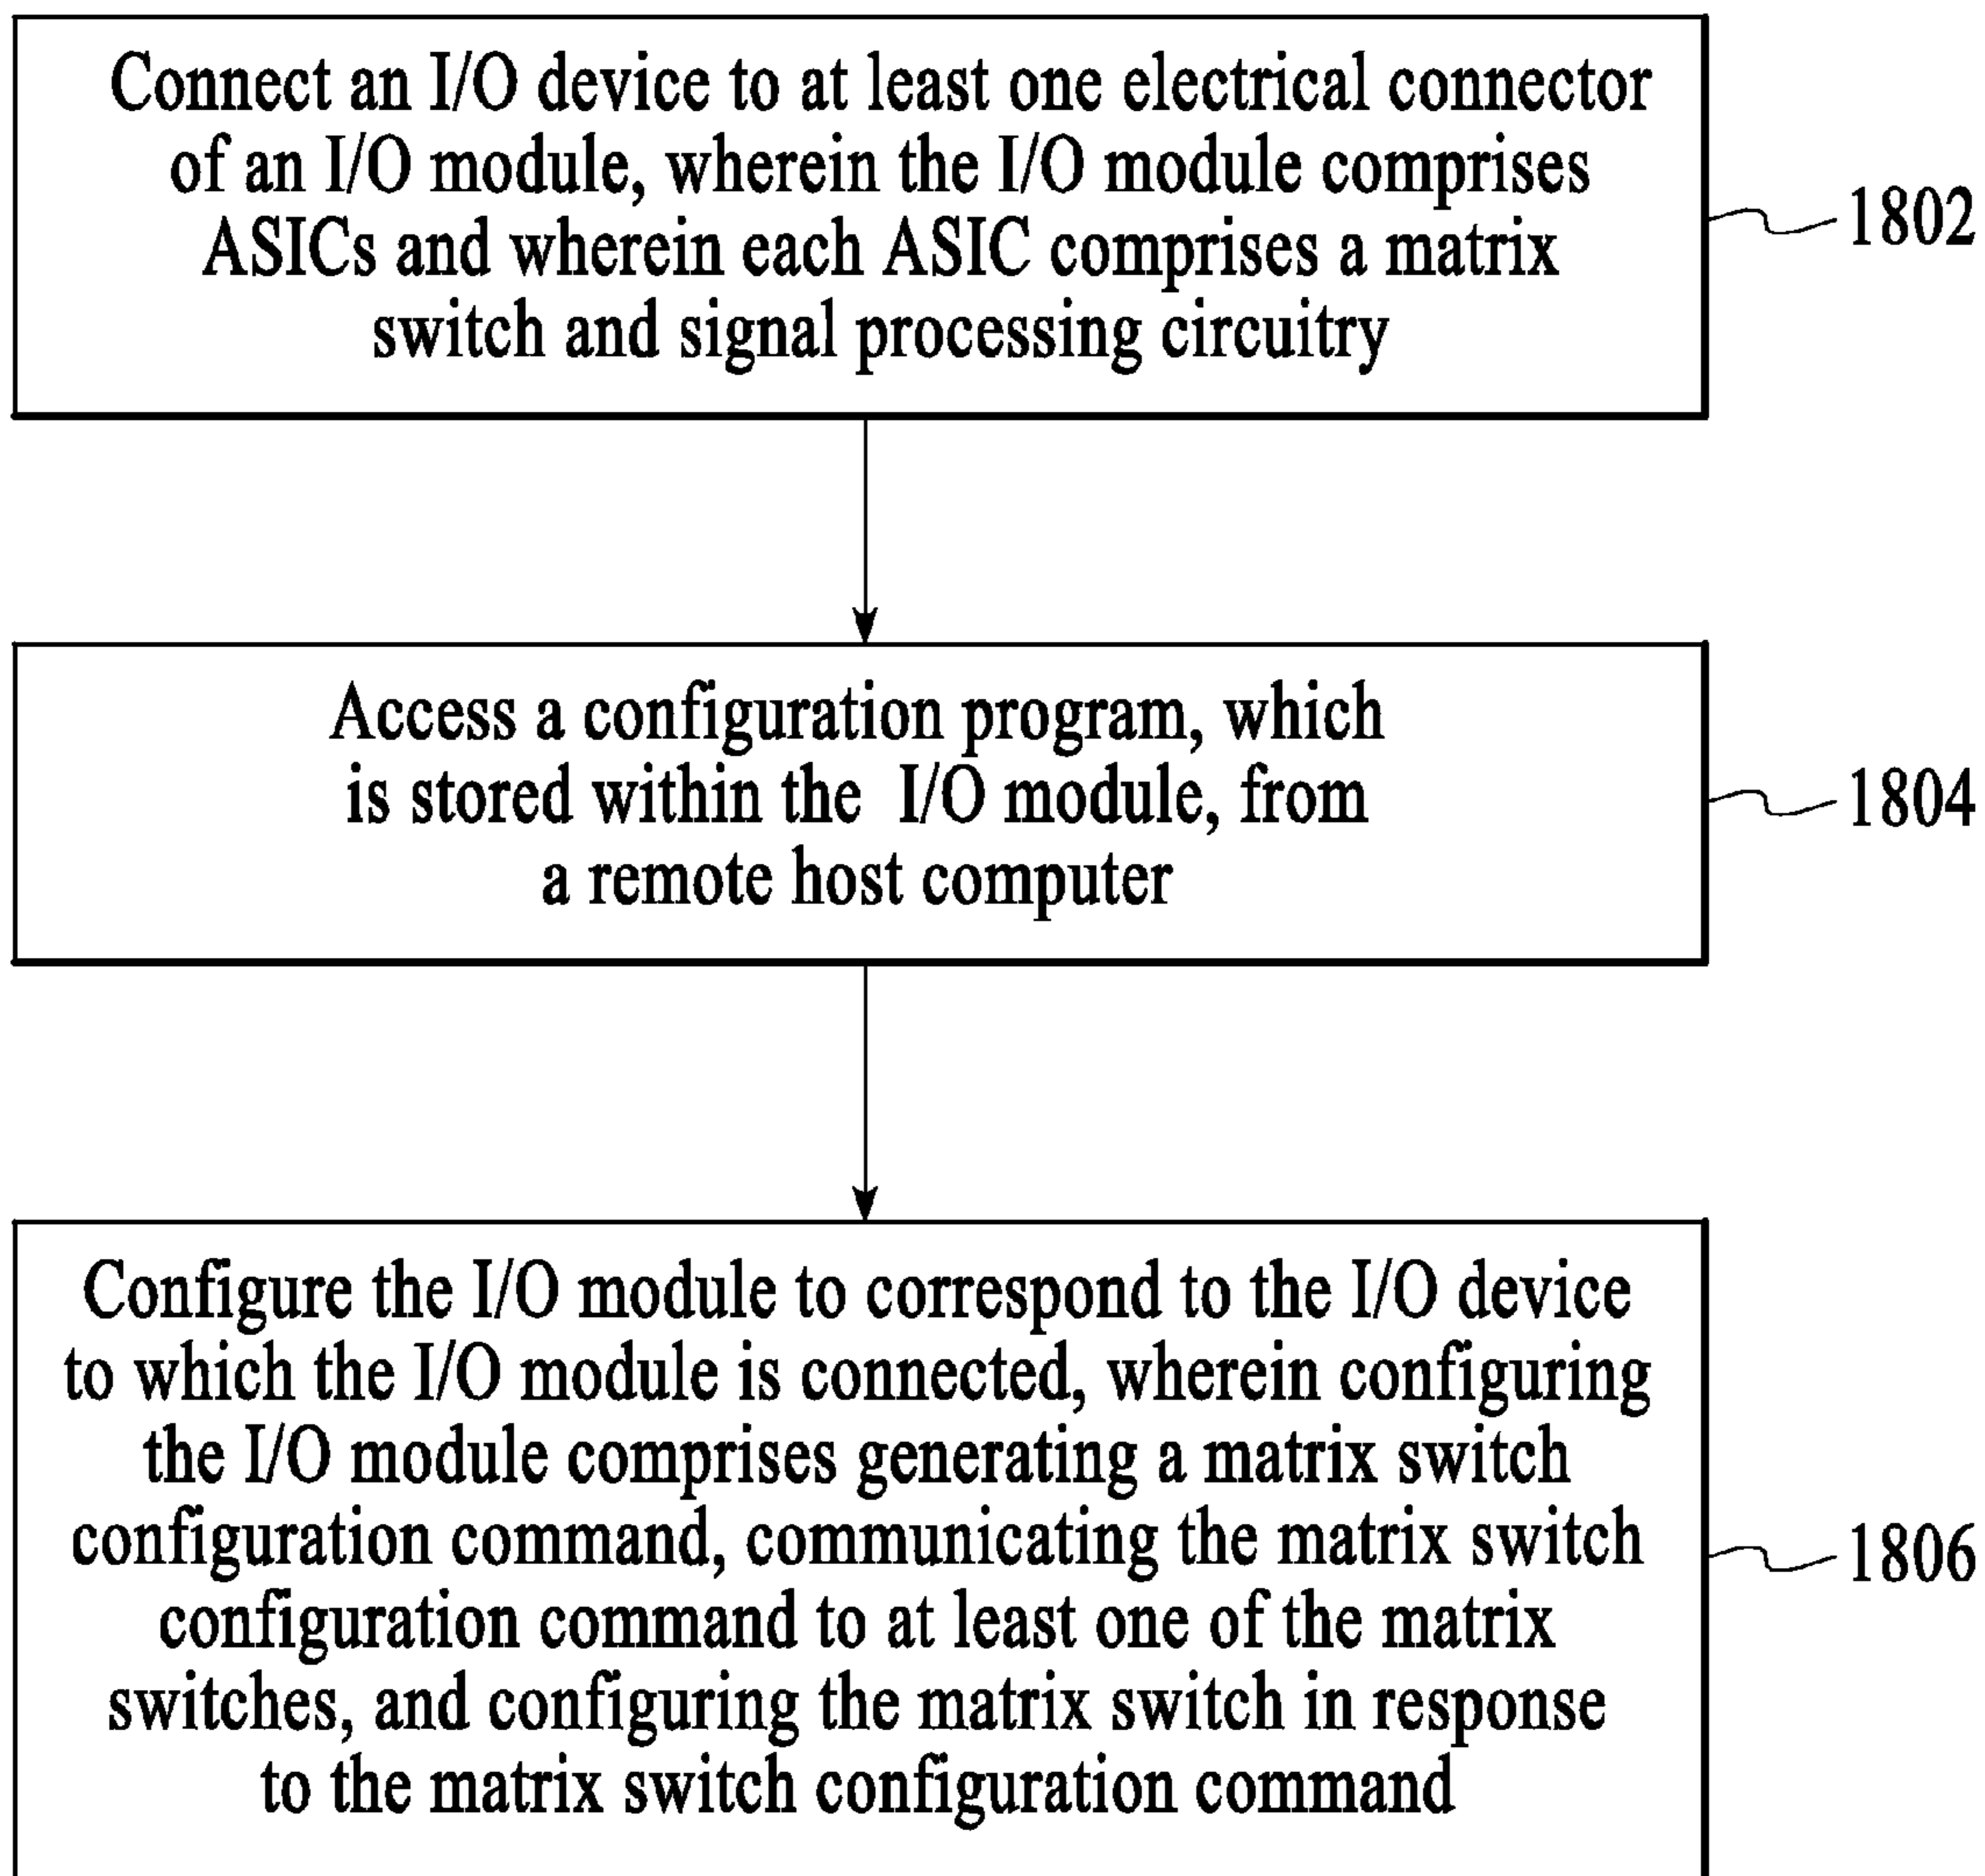 Connect an I/O device to at least one electrical connector
of an I/O module, wherein the I/O module comprises
ASICs and wherein each ASIC comprises a matrix
switch and signal processing circuitry
1802
Access a configuration program, which
is stored within the I/O module, from
a remote host computer
1804
Configure the I/O module to correspond to the I/O device
to which the I/O module is connected, wherein configuring
the I/O module comprises generating a matrix switch
configuration command, communicating the matrix switch
configuration command to at least one of the matrix
switches, and configuring the matrix switch in response
to the matrix switch configuration command
1806